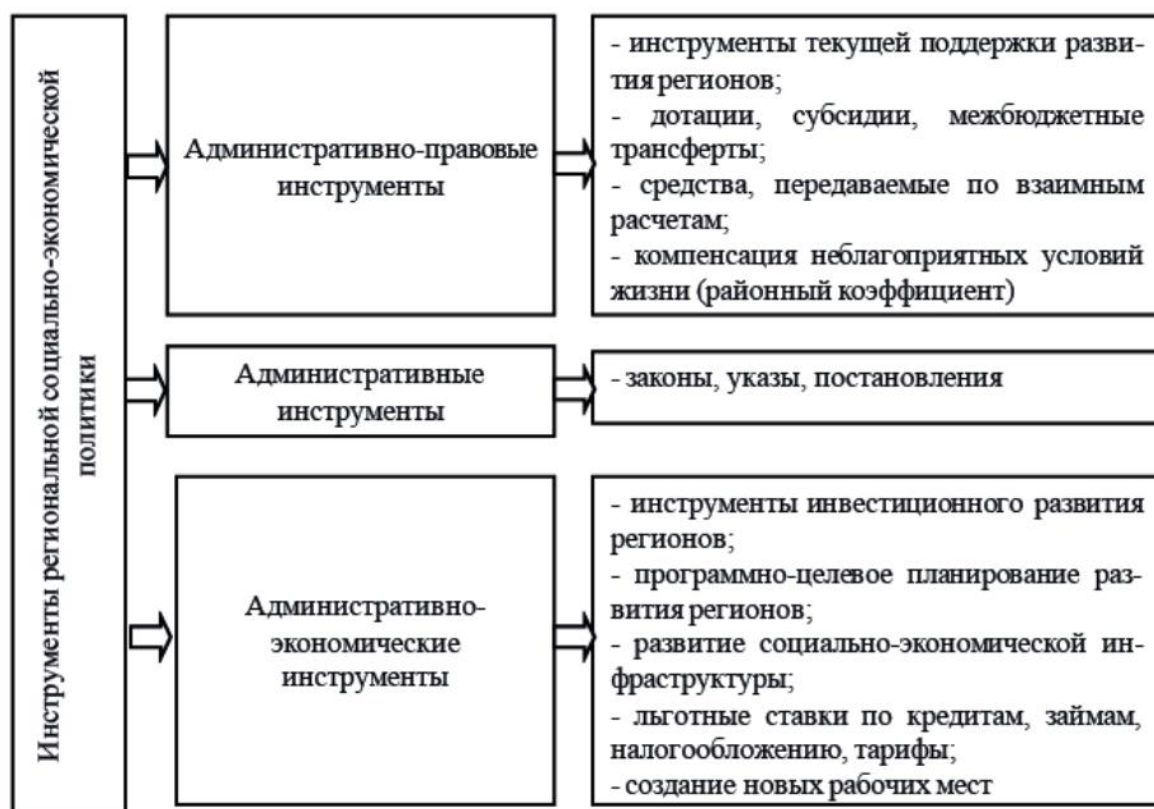 Инструменты региональной социально-экономической
политики
Административно-правовые
инструменты
- инструменты текущей поддержки разви-
тия регионов;
- дотации, субсидии, межбюджетные
трансферты;
- средства, передаваемые по взаимным
расчетам;
- компенсация неблагоприятных условий
жизни (районный коэффициент)
Административные
инструменты
- законы, указы, постановления
Административно-
экономические
инструменты
- инструменты инвестиционного развития
регионов;
- программно-целевое планирование раз-
вития регионов;
- развитие социально-экономической ин-
фраструктуры;
- льготные ставки по кредитам, займам,
налогообложению, тарифы;
- создание новых рабочих мест